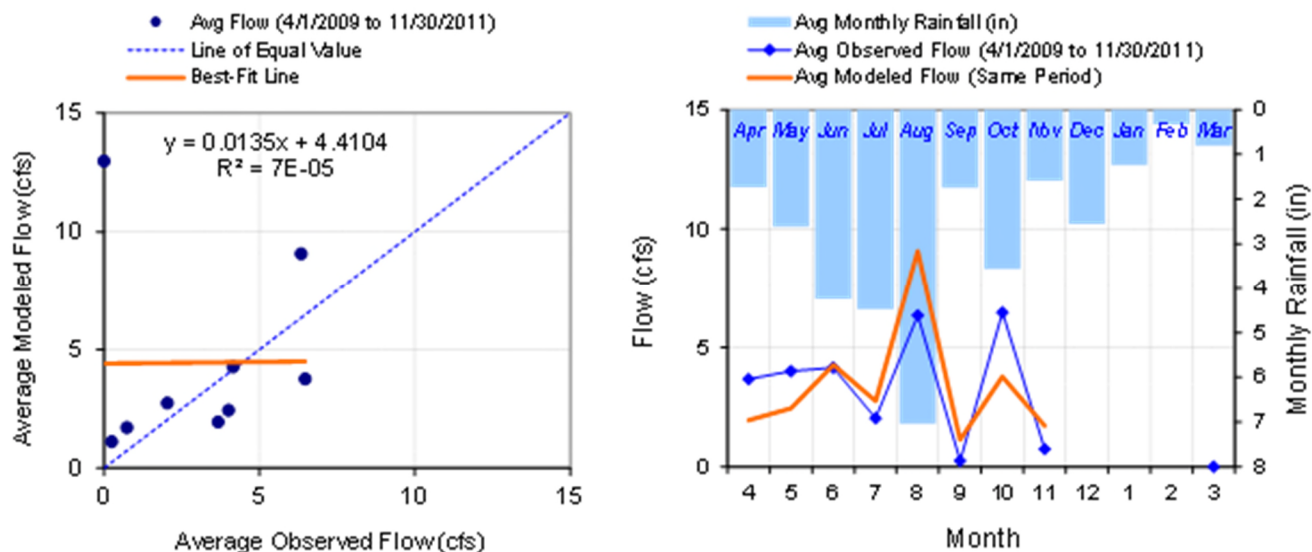 Avg Flow (4/1/2009 to 11/30/2011)
Line of Equal Value
Best-Fit Line
y = 0.0135x + 4.4104
R² = 7E-05
15
10
5
0
0
5
10
15
Average Modeled Flow (cfs)
Average Observed Flow (cfs)
Avg Monthly Rainfall (in)
Avg Observed Flow (4/1/2009 to 11/30/2011)
Avg Modeled Flow (Same Period)
Apr May Jun Jul Aug Sep Oct Nov Dec Jan Feb Mar
15
10
5
0
Flow (cfs)
0
1
2
3
4
5
6
7
8
Monthly Rainfall (in)
4 5 6 7 8 9 10 11 12 1 2 3
Month